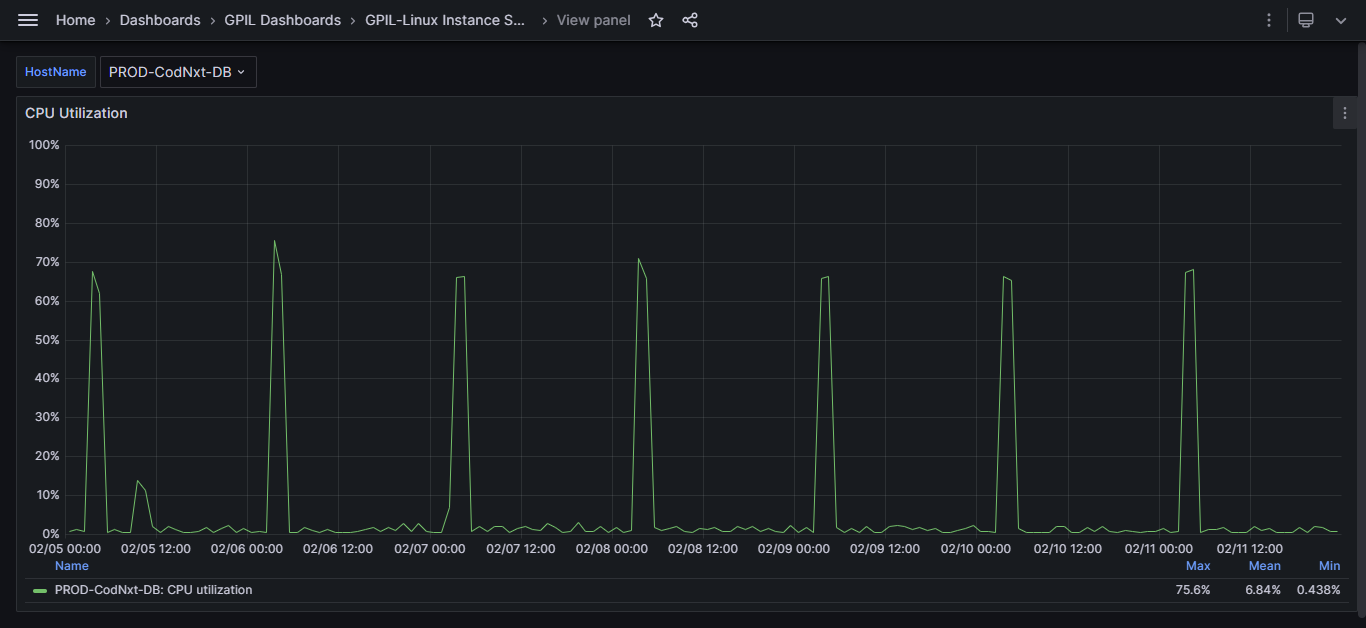 Home › Dashboards › GPIL Dashboards › GPIL-Linux Instance S... › View panel
HostName PROD-CodNxt-DB
CPU Utilization
100%
90%
80%
70%
60%
50%
40%
30%
20%
10%
0%
02/05 00:00 02/05 12:00 02/06 00:00 02/06 12:00 02/07 00:00 02/07 12:00 02/08 00:00 02/08 12:00 02/09 00:00 02/09 12:00 02/10 00:00 02/10 12:00 02/11 00:00 02/11 12:00
Name Max Mean Min
PROD-CodNxt-DB: CPU utilization 75.6% 6.84% 0.438%